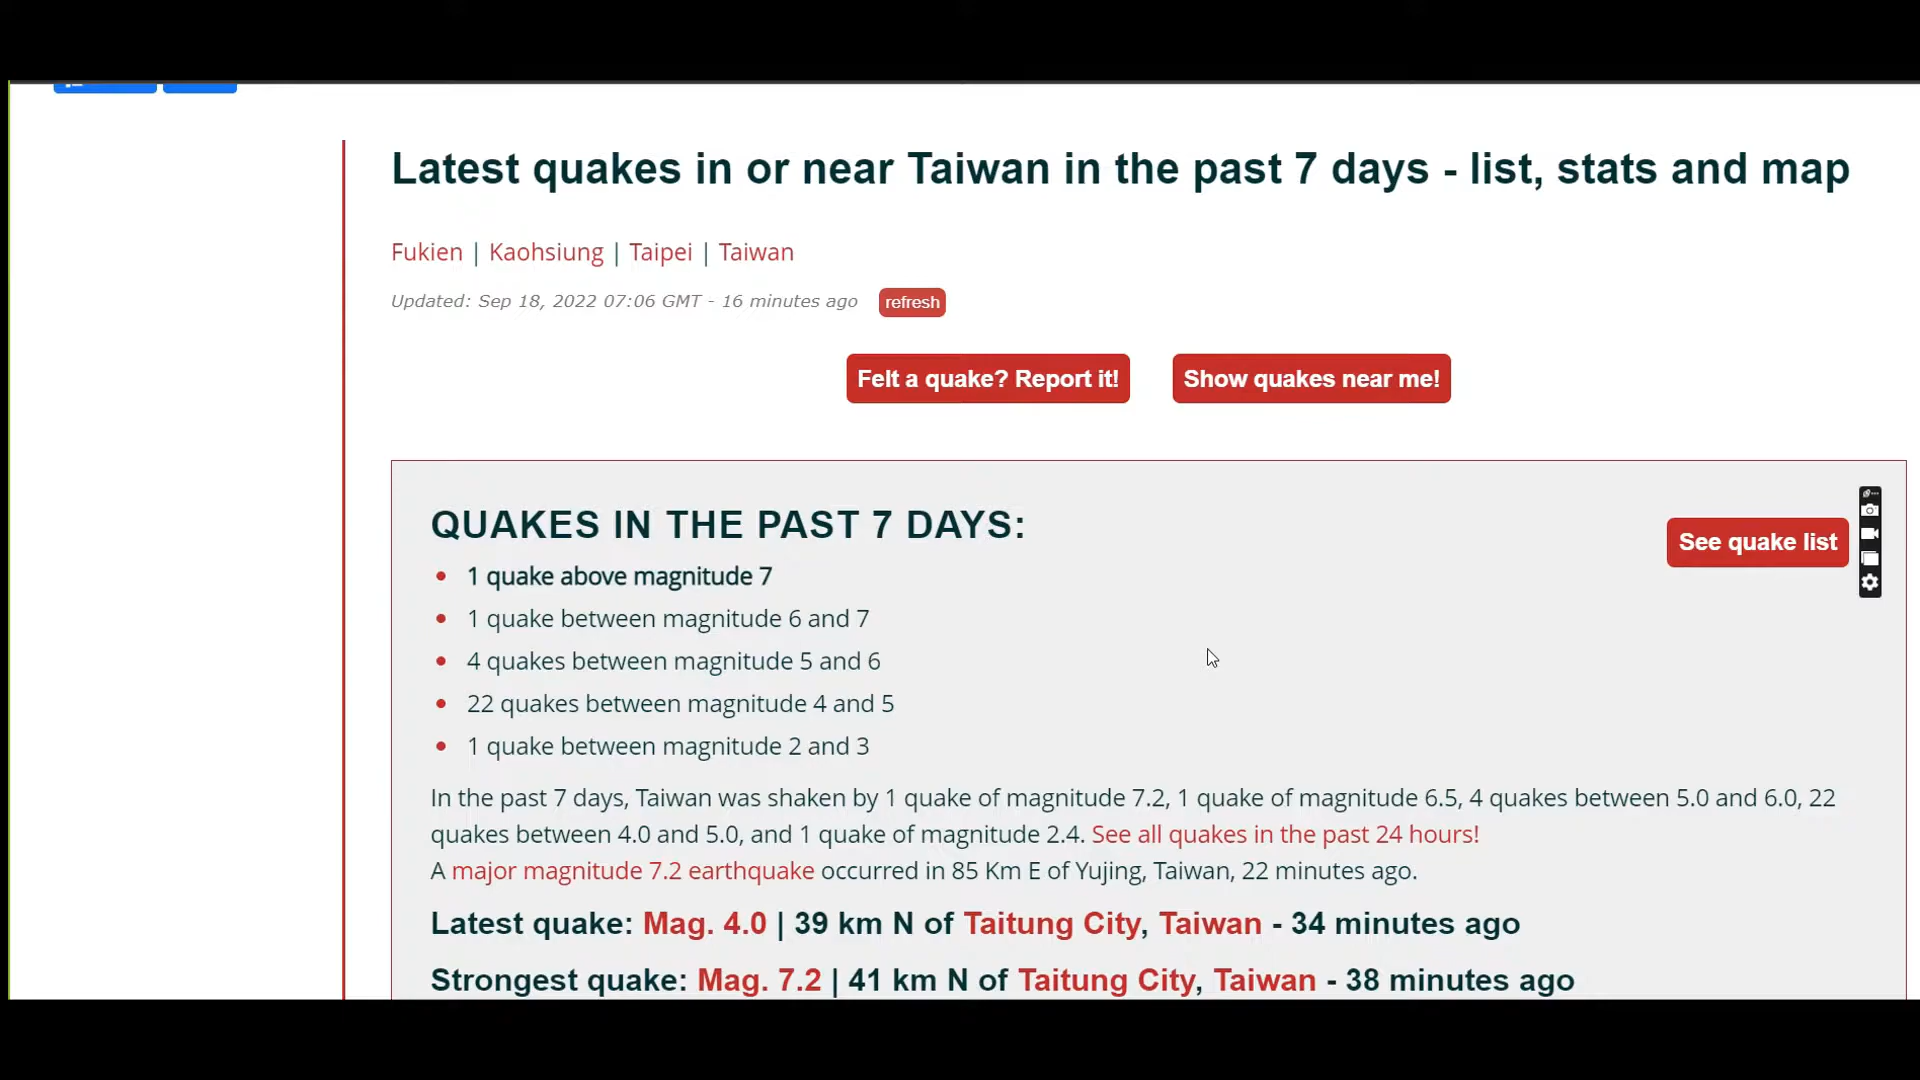 Latest quakes in or near Taiwan in the past 7 days - list, stats and map
Fukien | Kaohsiung | Taipei | Taiwan
Updated: Sep 18, 2022 07:06 GMT - 16 minutes ago refresh
Felt a quake? Report it! Show quakes near me!
QUAKES IN THE PAST 7 DAYS:
See quake list
• 1 quake above magnitude 7
• 1 quake between magnitude 6 and 7
• 4 quakes between magnitude 5 and 6
• 22 quakes between magnitude 4 and 5
• 1 quake between magnitude 2 and 3
In the past 7 days, Taiwan was shaken by 1 quake of magnitude 7.2, 1 quake of magnitude 6.5, 4 quakes between 5.0 and 6.0, 22
quakes between 4.0 and 5.0, and 1 quake of magnitude 2.4. See all quakes in the past 24 hours!
A major magnitude 7.2 earthquake occurred in 85 Km E of Yujing, Taiwan, 22 minutes ago.
Latest quake: Mag. 4.0 | 39 km N of Taitung City, Taiwan - 34 minutes ago
Strongest quake: Mag. 7.2 | 41 km N of Taitung City, Taiwan - 38 minutes ago